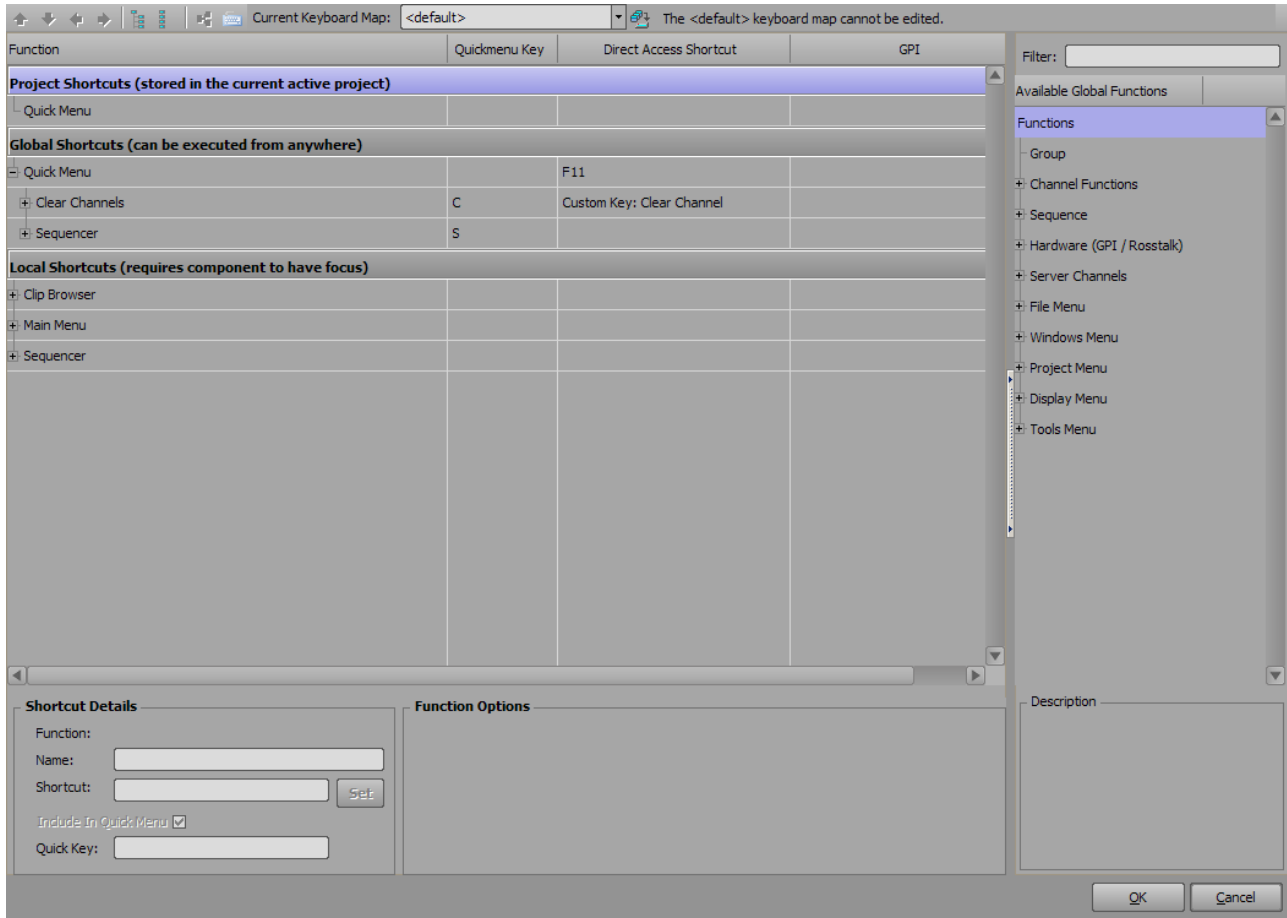 Current Keyboard Map: <default> The <default> keyboard map cannot be edited.
Function Quickmenu Key Direct Access Shortcut GPI
Project Shortcuts (stored in the current active project)
Quick Menu
Global Shortcuts (can be executed from anywhere)
Quick Menu F11
Clear Channels C Custom Key: Clear Channel
Sequencer S
Local Shortcuts (requires component to have focus)
Clip Browser
Main Menu
Sequencer
Filter:
Available Global Functions
Functions
Group
Channel Functions
Sequence
Hardware (GPI / Rosstalk)
Server Channels
File Menu
Windows Menu
Project Menu
Display Menu
Tools Menu
Shortcut Details
Function:
Name:
Shortcut: Set
Include In Quick Menu
Quick Key:
Function Options
Description
OK Cancel